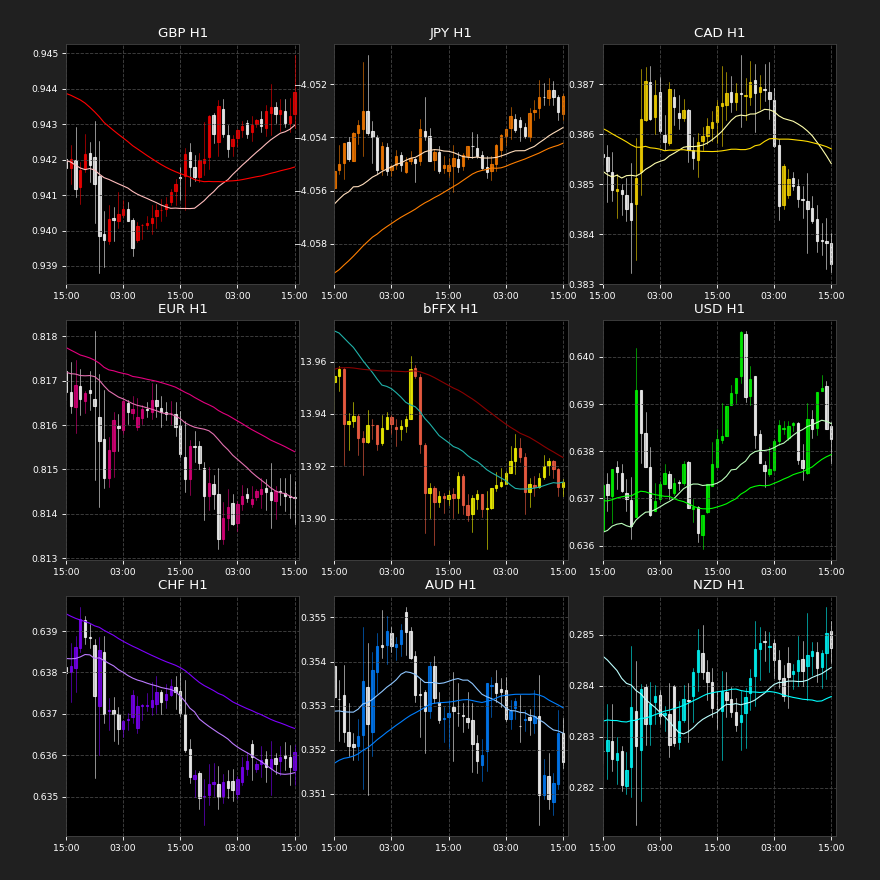 GBP H1
0.945
0.944
0.943
0.942
0.941
0.940
0.939
15:00 03:00 15:00 03:00 15:00
JPY H1
−4.052
−4.054
−4.056
−4.058
15:00 03:00 15:00 03:00 15:00
CAD H1
0.387
0.386
0.385
0.384
0.383
15:00 03:00 15:00 03:00 15:00
EUR H1
0.818
0.817
0.816
0.815
0.814
0.813
15:00 03:00 15:00 03:00 15:00
bFFX H1
13.96
13.94
13.92
13.90
15:00 03:00 15:00 03:00 15:00
USD H1
0.640
0.639
0.638
0.637
0.636
15:00 03:00 15:00 03:00 15:00
CHF H1
0.639
0.638
0.637
0.636
0.635
15:00 03:00 15:00 03:00 15:00
AUD H1
0.355
0.354
0.353
0.352
0.351
15:00 03:00 15:00 03:00 15:00
NZD H1
0.285
0.284
0.283
0.282
15:00 03:00 15:00 03:00 15:00